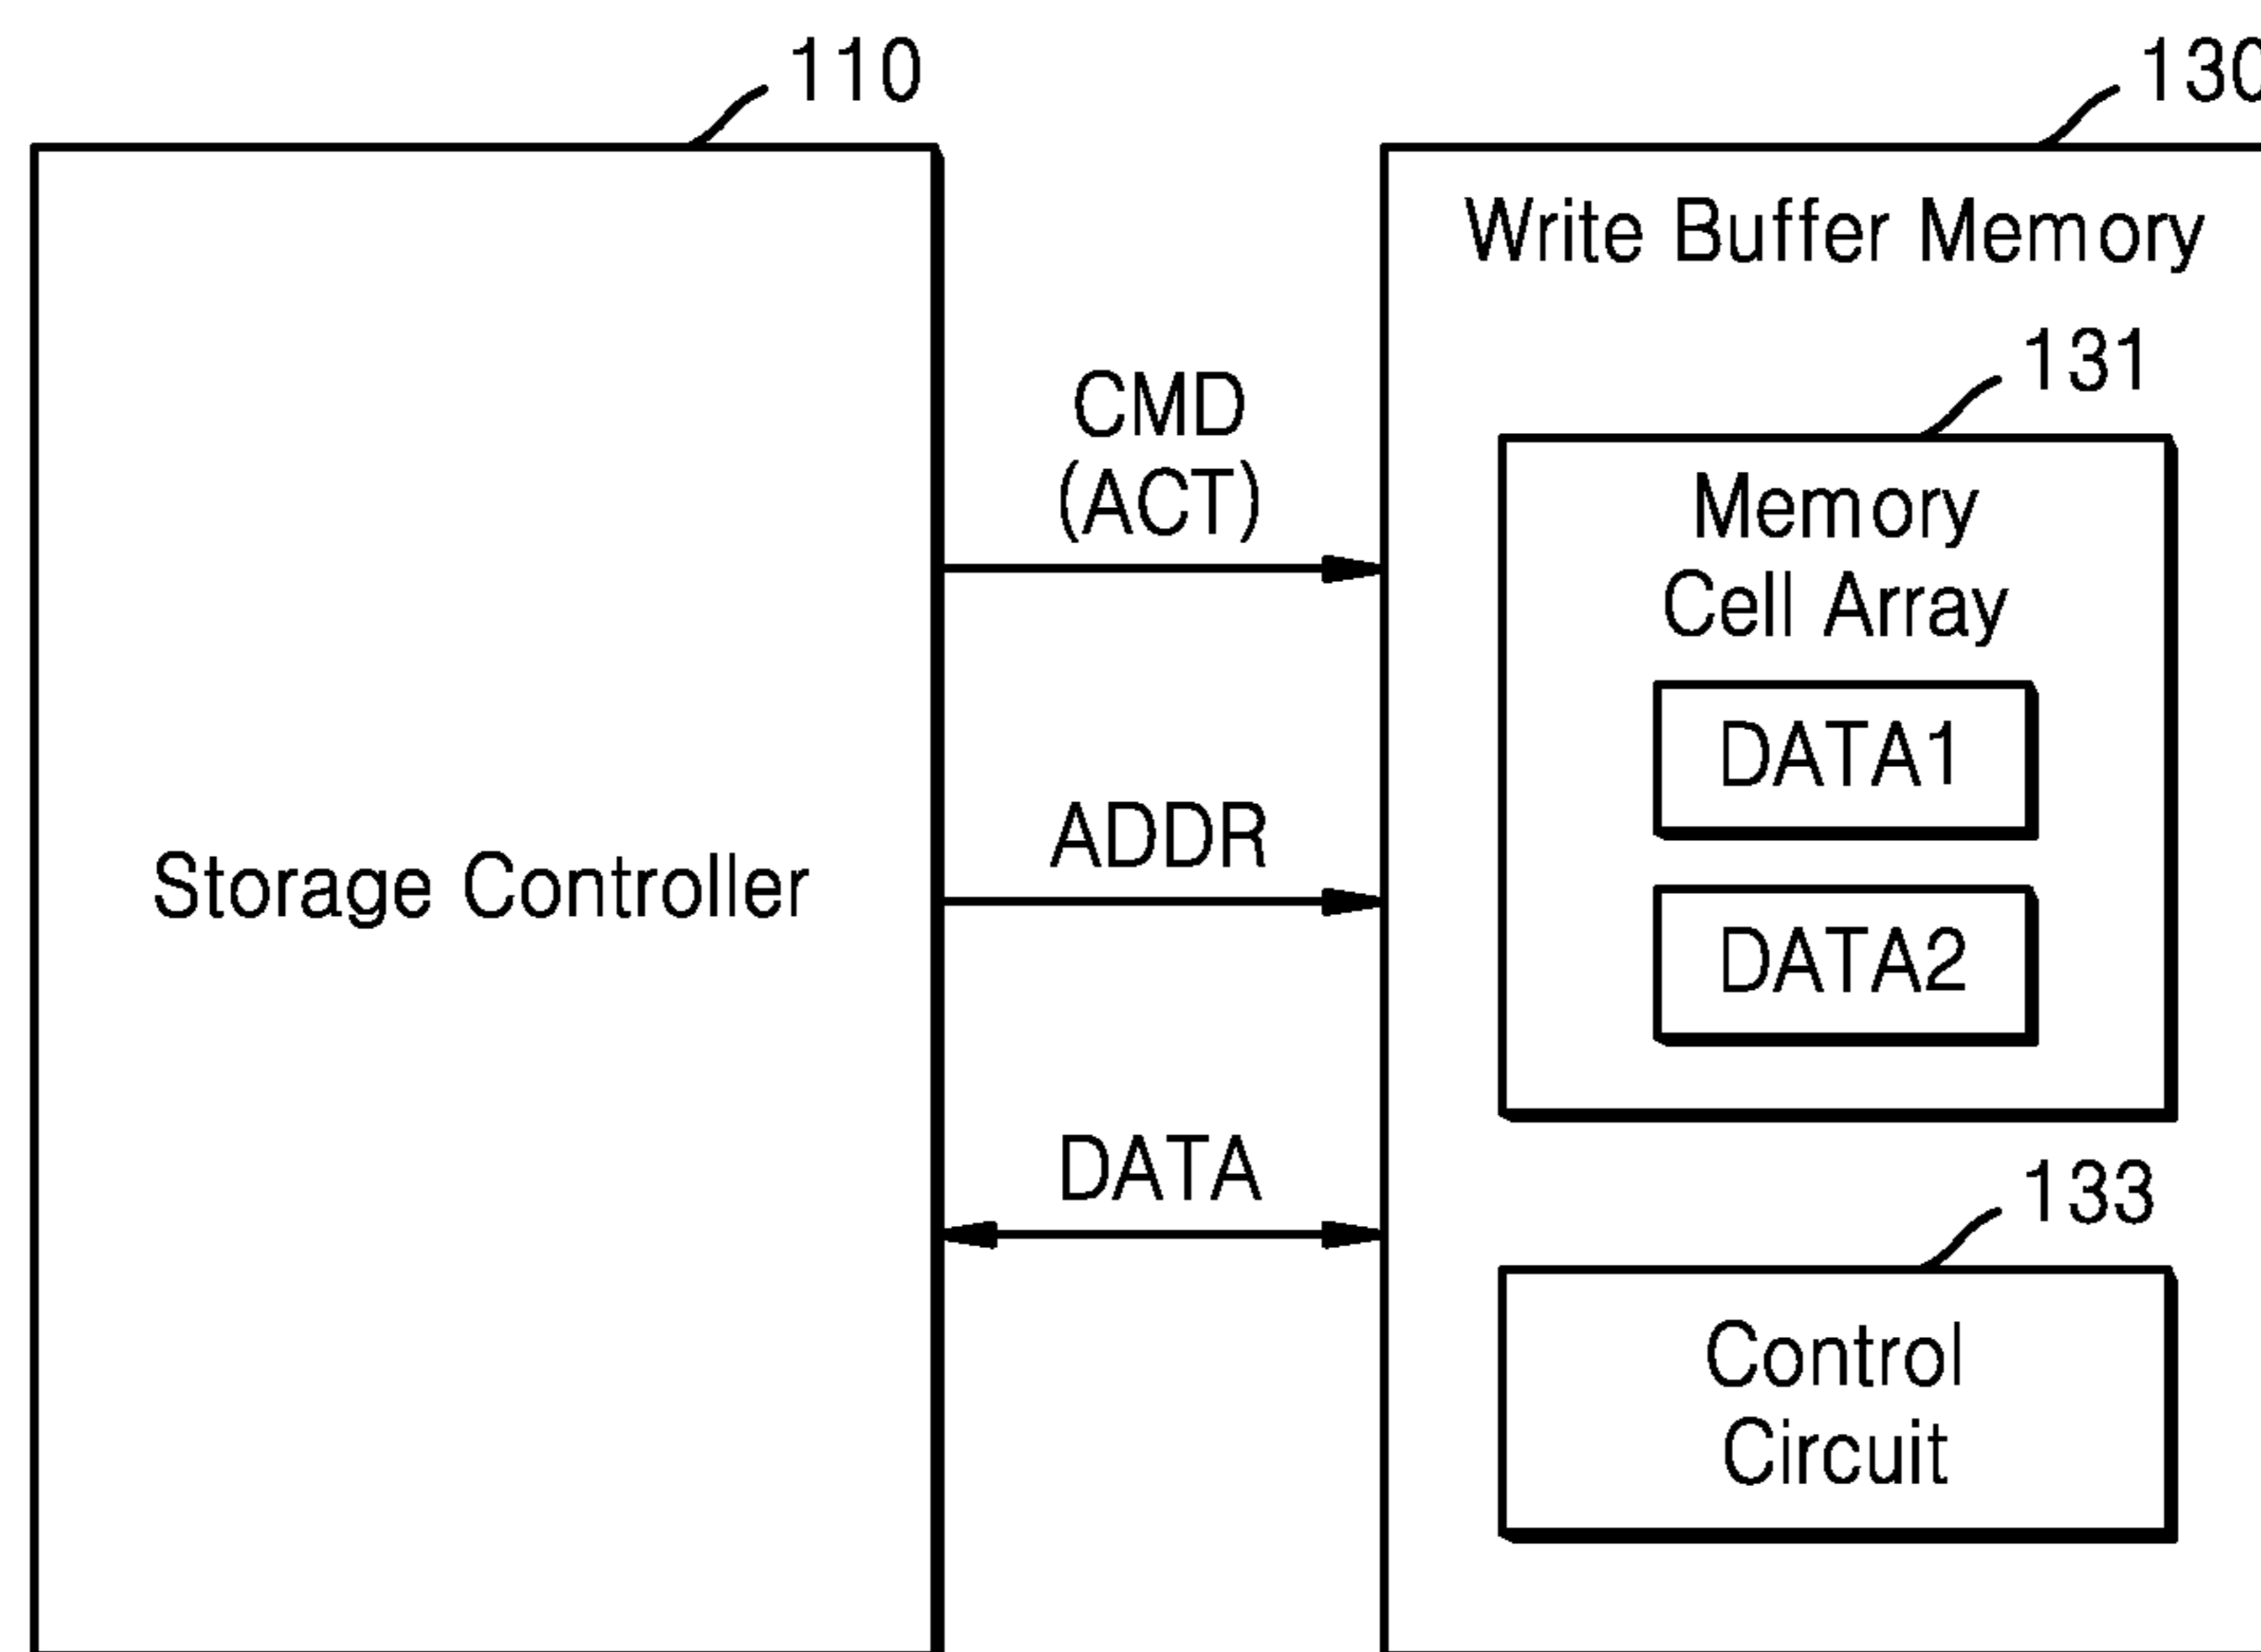 110
130
Write Buffer Memory
131
CMD
(ACT)
Memory
Cell Array
DATA1
ADDR
Storage Controller
DATA2
DATA
133
Control
Circuit